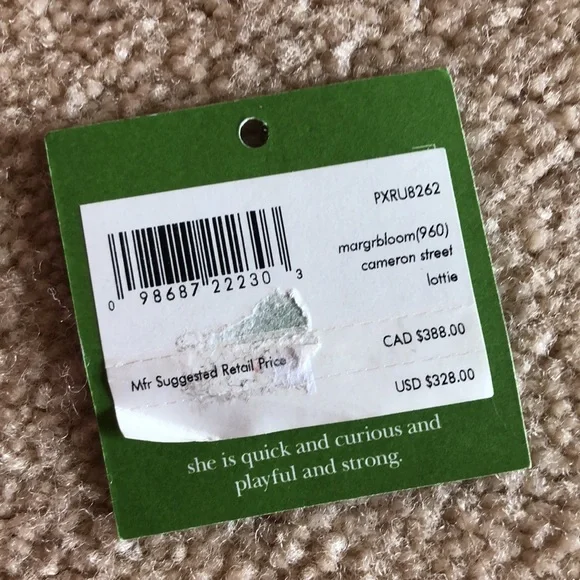 PXRU8262
margrbloom(960)
cameron street
lottie
0 98687 22230 3
CAD $388.00
Mfr Suggested Retail Price
USD $328.00
she is quick and curious and
playful and strong.